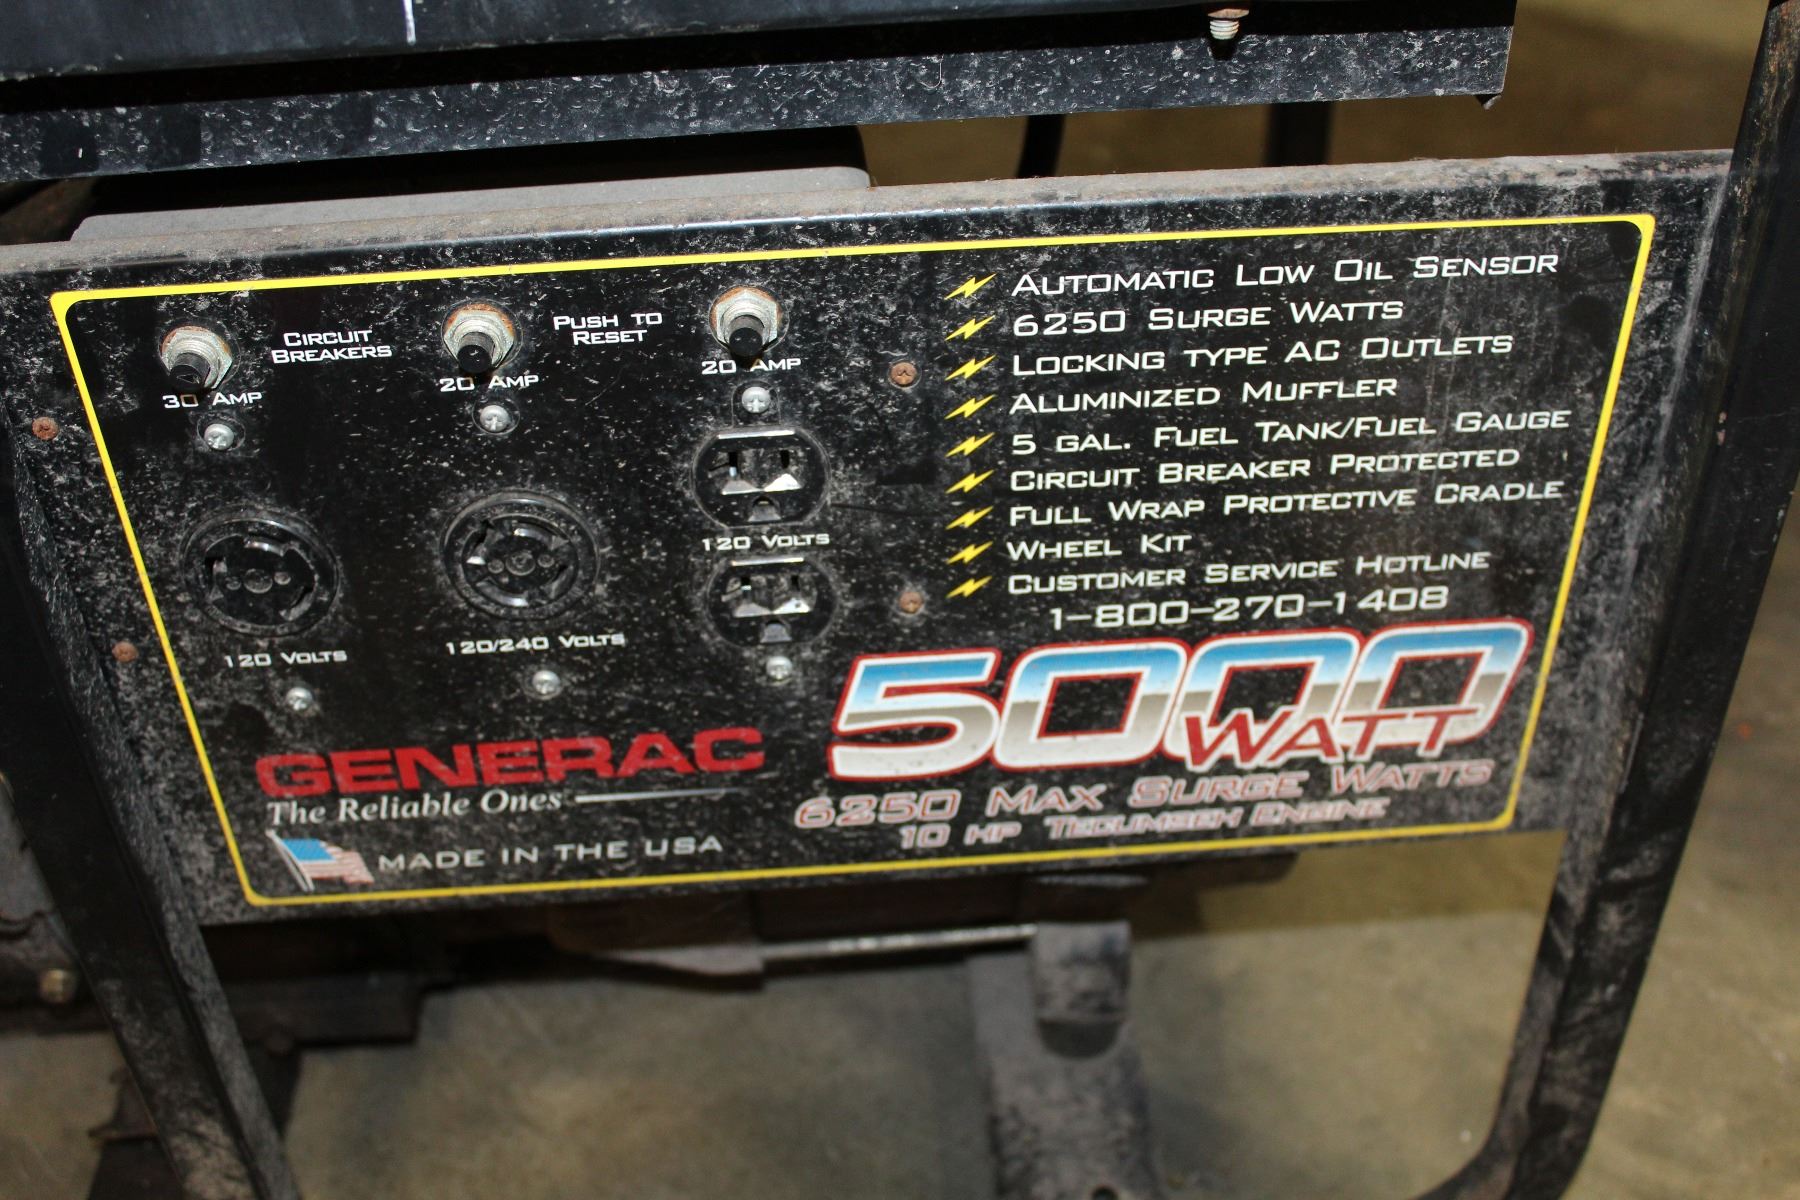 CIRCUIT
BREAKERS
PUSH TO
RESET
30 AMP
20 AMP
20 AMP
120 VOLTS
120/240 VOLTS
120 VOLTS
AUTOMATIC LOW OIL SENSOR
6250 SURGE WATTS
LOCKING TYPE AC OUTLETS
ALUMINIZED MUFFLER
5 GAL. FUEL TANK/FUEL GAUGE
CIRCUIT BREAKER PROTECTED
FULL WRAP PROTECTIVE CRADLE
WHEEL KIT
CUSTOMER SERVICE HOTLINE
1-800-270-1408
GENERAC
The Reliable Ones
MADE IN THE USA
5000
WATT
6250 MAX SURGE WATTS
10 HP TECUMSEH ENGINE